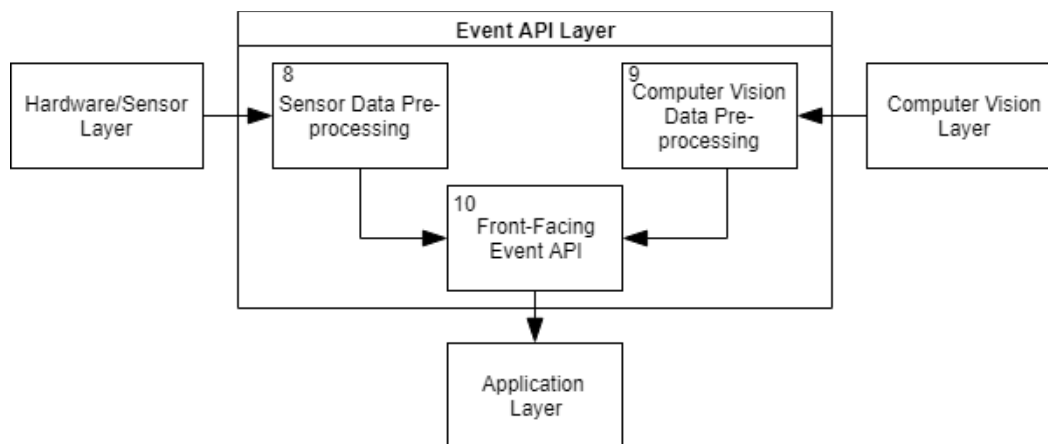 Event API Layer
Hardware/Sensor
Layer
8
Sensor Data Pre-
processing
9
Computer Vision
Data Pre-
processing
Computer Vision
Layer
10
Front-Facing
Event API
Application
Layer